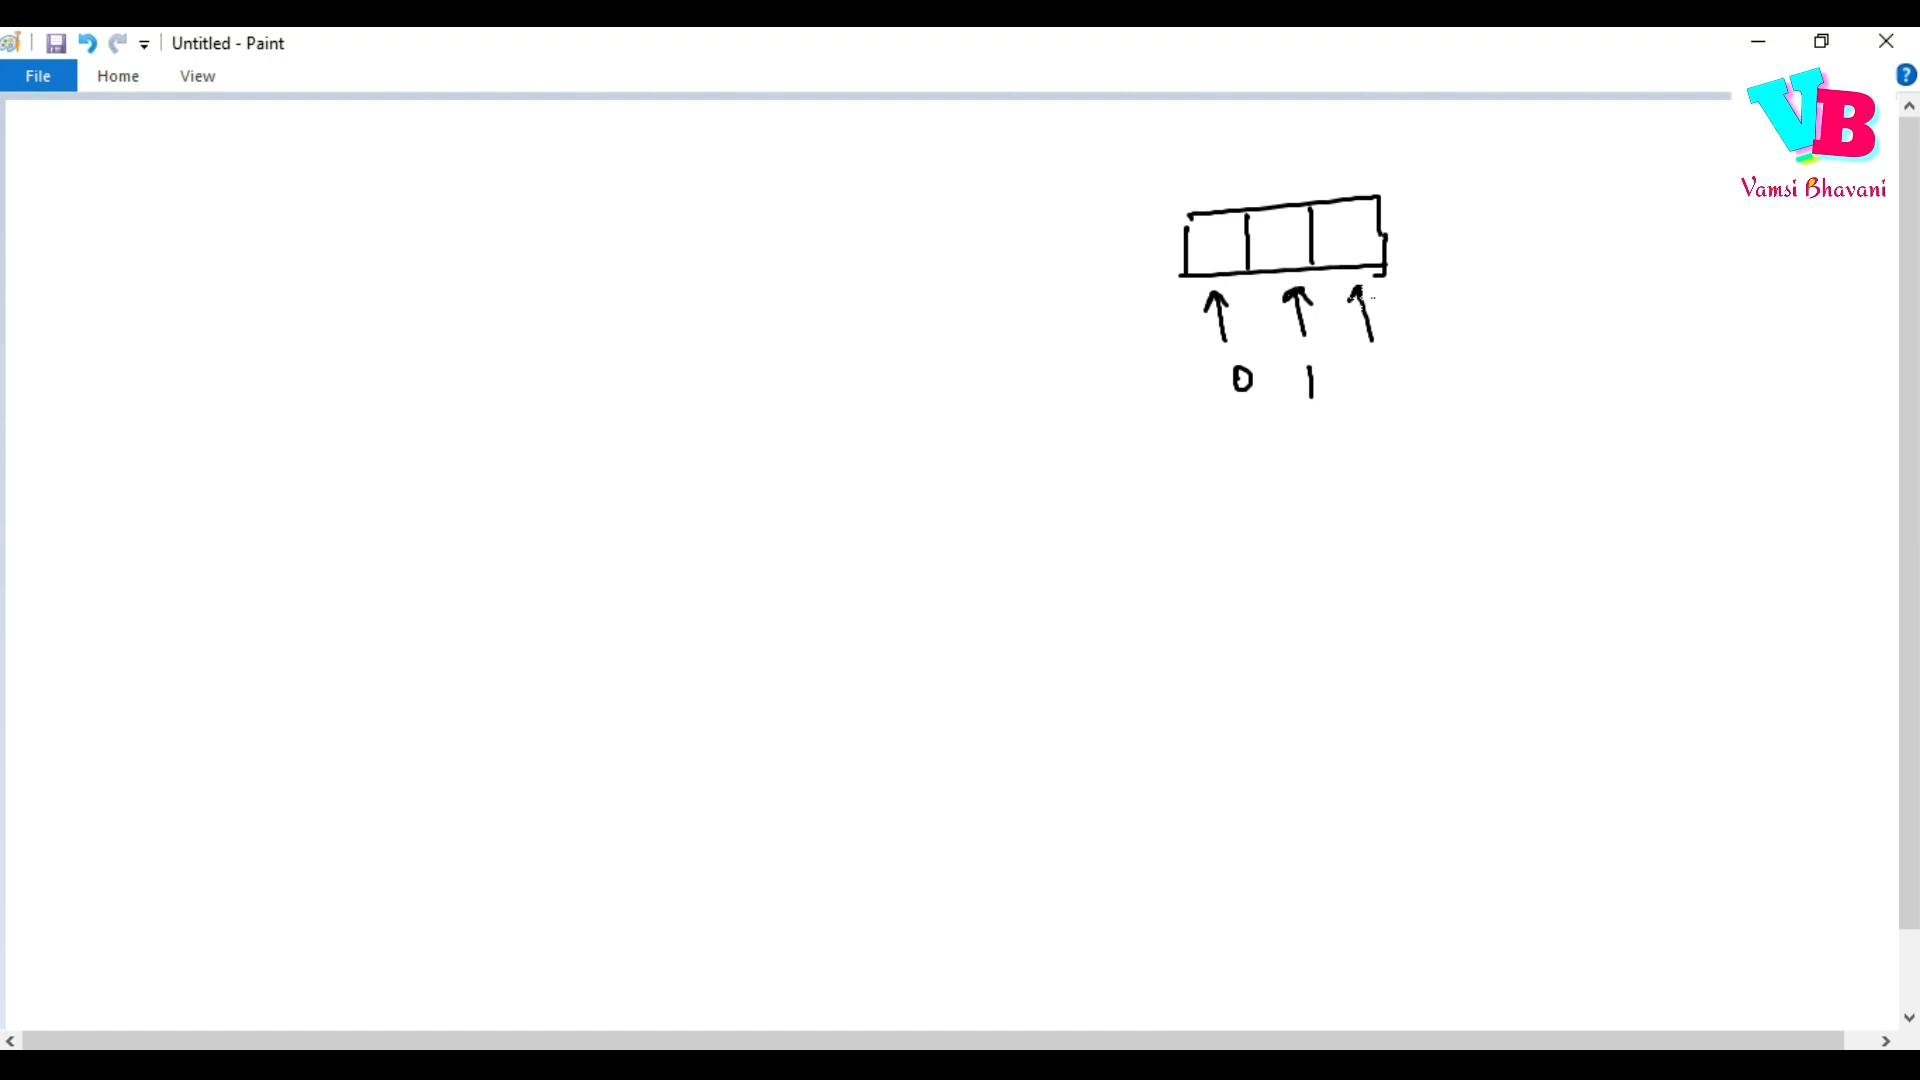 Untitled - Paint
File Home View
?
VB
Vamsi Bhavani
0 1